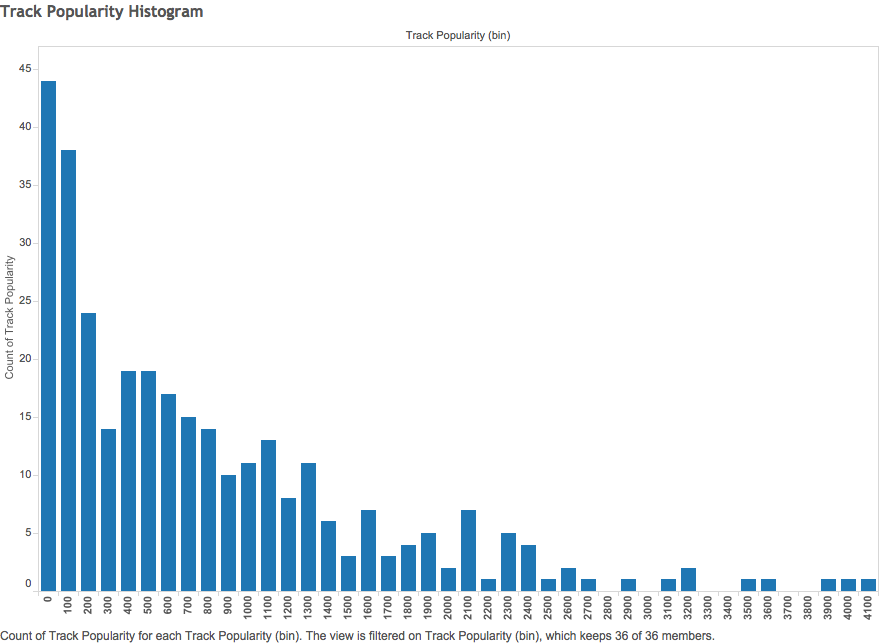 Track Popularity Histogram
Track Popularity (bin)
45
40
35
30
25
20
15
10
5
0
Count of Track Popularity
0 100 200 300 400 500 600 700 800 900 1000 1100 1200 1300 1400 1500 1600 1700 1800 1900 2000 2100 2200 2300 2400 2500 2600 2700 2800 2900 3000 3100 3200 3300 3400 3500 3600 3700 3800 3900 4000 4100
Count of Track Popularity for each Track Popularity (bin). The view is filtered on Track Popularity (bin), which keeps 36 of 36 members.